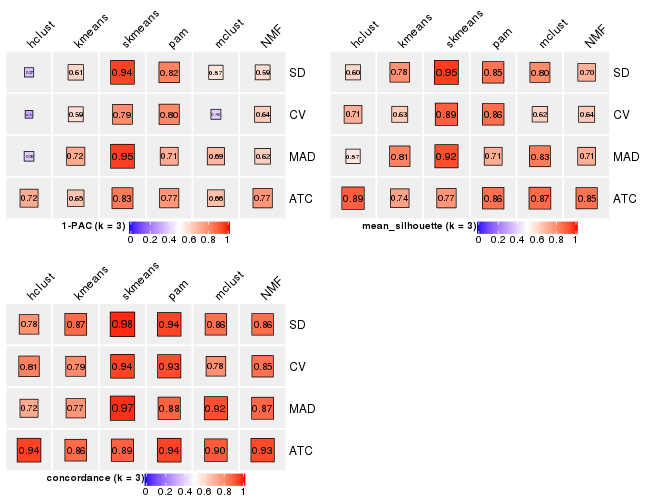 hclust kmeans skmeans pam mclust NMF
0.61 0.94 0.82 0.57 0.59 SD
0.59 0.79 0.80 0.64 CV
0.72 0.95 0.71 0.69 0.62 MAD
0.72 0.65 0.83 0.77 0.66 0.77 ATC
1-PAC (k = 3)
0 0.2 0.4 0.6 0.8 1
hclust kmeans skmeans pam mclust NMF
0.60 0.78 0.95 0.85 0.80 0.70 SD
0.71 0.63 0.89 0.86 0.62 0.64 CV
0.57 0.81 0.92 0.71 0.83 0.71 MAD
0.89 0.74 0.77 0.86 0.87 0.85 ATC
mean_silhouette (k = 3)
0 0.2 0.4 0.6 0.8 1
hclust kmeans skmeans pam mclust NMF
0.78 0.87 0.98 0.94 0.86 0.86 SD
0.81 0.79 0.94 0.93 0.78 0.85 CV
0.72 0.77 0.97 0.88 0.92 0.87 MAD
0.94 0.86 0.89 0.94 0.90 0.93 ATC
concordance (k = 3)
0 0.2 0.4 0.6 0.8 1